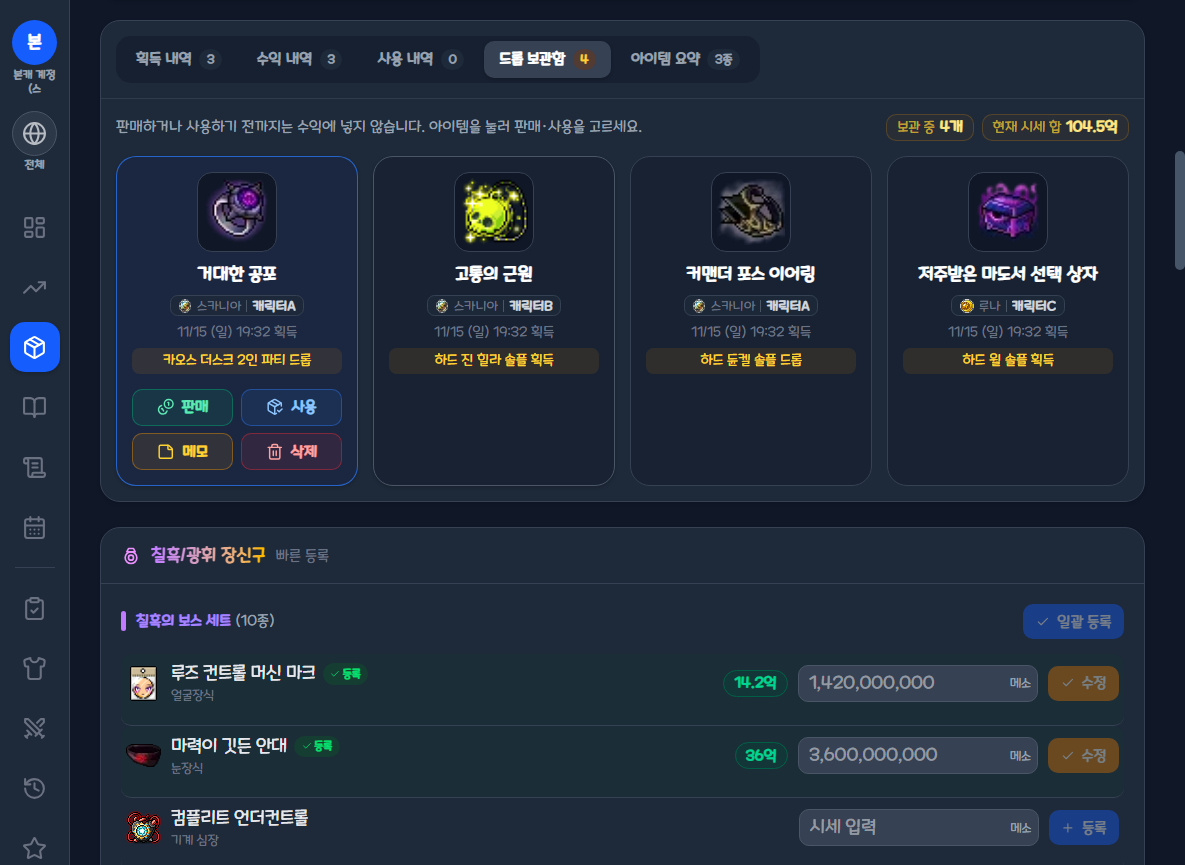 본
본캐 계정
(스
전체
획득 내역 3
수익 내역 3
사용 내역 0
드롭 보관함 4
아이템 요약 3종
판매하거나 사용하기 전까지는 수익에 넣지 않습니다. 아이템을 눌러 판매·사용을 고르세요.
보관 중 4개
현재 시세 합 104.5억
거대한 공포
스카니아 | 캐릭터A
11/15 (일) 19:32 획득
카오스 더스크 2인 파티 드롭
판매
사용
메모
삭제
고통의 근원
스카니아 | 캐릭터B
11/15 (일) 19:32 획득
하드 진 힐라 솔플 획득
커맨더 포스 이어링
스카니아 | 캐릭터A
11/15 (일) 19:32 획득
하드 듄켈 솔플 드롭
저주받은 마도서 선택 상자
루나 | 캐릭터C
11/15 (일) 19:32 획득
하드 윌 솔플 획득
칠흑/광휘 장신구 빠른 등록
칠흑의 보스 세트 (10종)
일괄 등록
루즈 컨트롤 머신 마크 등록
얼굴장식
14.2억
1,420,000,000 메소
수정
마력이 깃든 안대 등록
눈장식
36억
3,600,000,000 메소
수정
컴플리트 언더컨트롤
기계 심장
시세 입력 메소
+ 등록